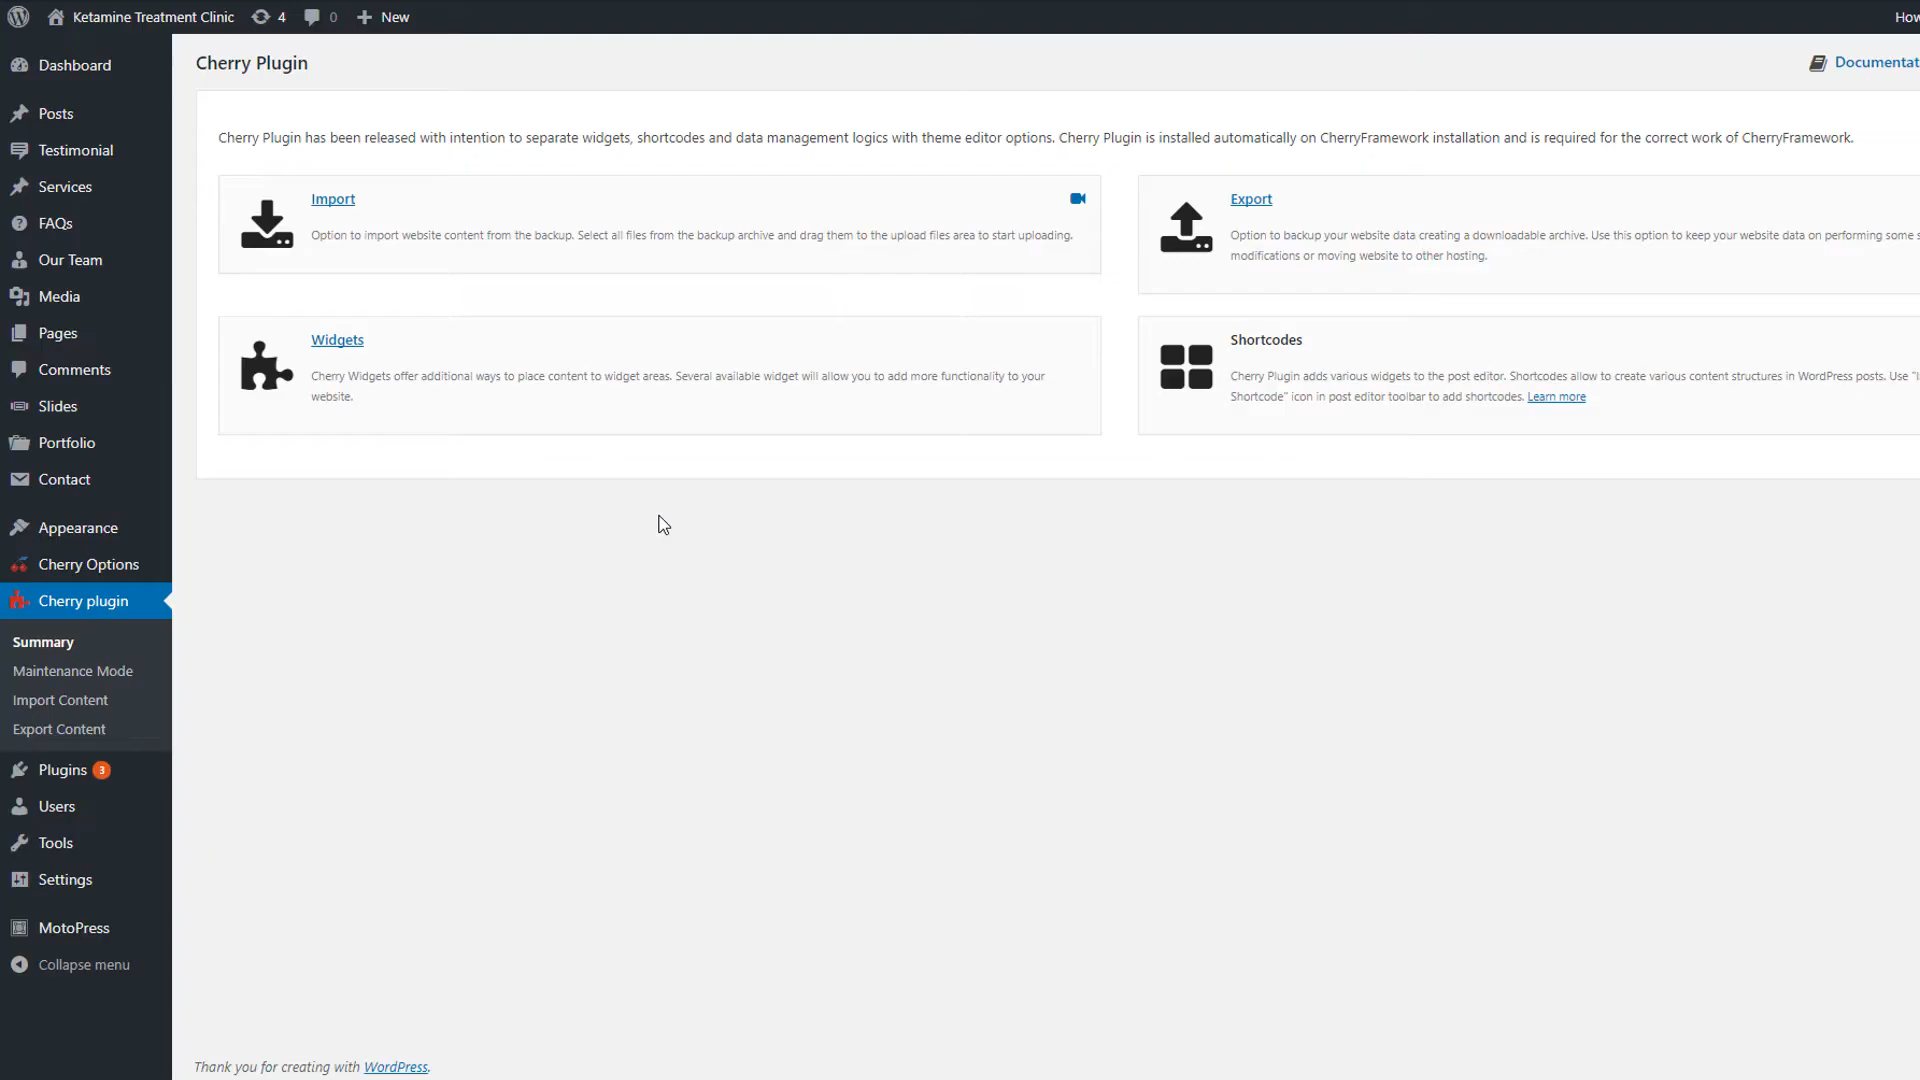 Ketamine Treatment Clinic 4 0 New
How
Dashboard
Posts
Testimonial
Services
FAQs
Our Team
Media
Pages
Comments
Slides
Portfolio
Contact
Appearance
Cherry Options
Cherry plugin
Summary
Maintenance Mode
Import Content
Export Content
Plugins 3
Users
Tools
Settings
MotoPress
Collapse menu
Cherry Plugin
Documentat
Cherry Plugin has been released with intention to separate widgets, shortcodes and data management logics with theme editor options. Cherry Plugin is installed automatically on CherryFramework installation and is required for the correct work of CherryFramework.
Import
Option to import website content from the backup. Select all files from the backup archive and drag them to the upload files area to start uploading.
Export
Option to backup your website data creating a downloadable archive. Use this option to keep your website data on performing some s
modifications or moving website to other hosting.
Widgets
Cherry Widgets offer additional ways to place content to widget areas. Several available widget will allow you to add more functionality to your
website.
Shortcodes
Cherry Plugin adds various widgets to the post editor. Shortcodes allow to create various content structures in WordPress posts. Use "I
Shortcode" icon in post editor toolbar to add shortcodes. Learn more
Thank you for creating with WordPress.